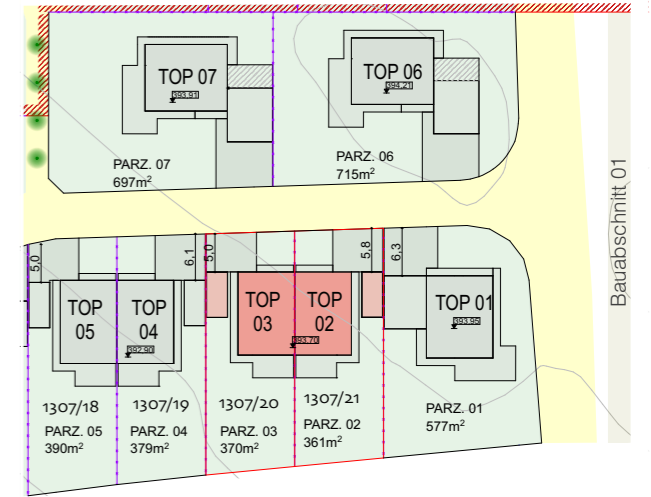 TOP 07
393.91
PARZ. 07
697m²
TOP 06
394.21
PARZ. 06
715m²
Bauabschnitt 01
5,0
6,1
5,0
5,8
6,3
TOP
05
TOP
04
392.90
TOP
03
TOP
02
393.70
TOP 01
393.95
1307/18
PARZ. 05
390m²
1307/19
PARZ. 04
379m²
1307/20
PARZ. 03
370m²
1307/21
PARZ. 02
361m²
PARZ. 01
577m²